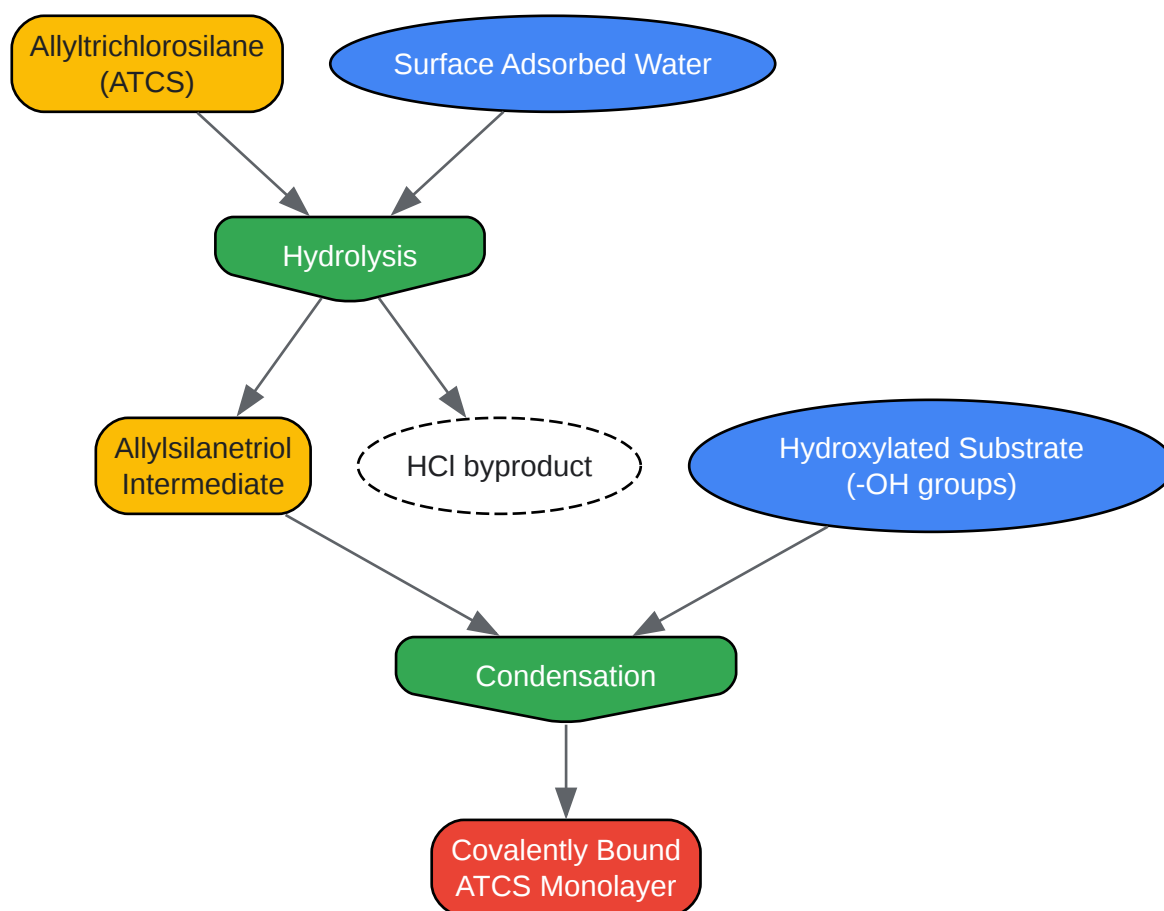 Allyltrichlorosilane
(ATCS)
Surface Adsorbed Water
Hydrolysis
Allylsilanetriol
Intermediate
HCl byproduct
Hydroxylated Substrate
(-OH groups)
Condensation
Covalently Bound
ATCS Monolayer